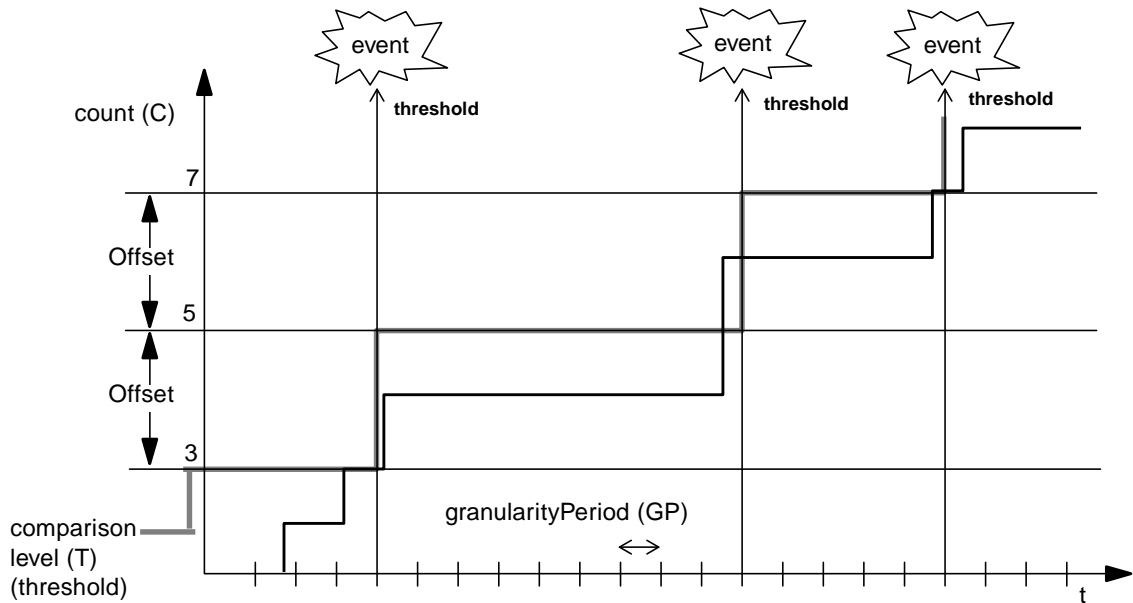 event
event
event
threshold
threshold
threshold
count (C)
7
Offset
5
Offset
3
granularityPeriod (GP)
comparison
level (T)
(threshold)
t